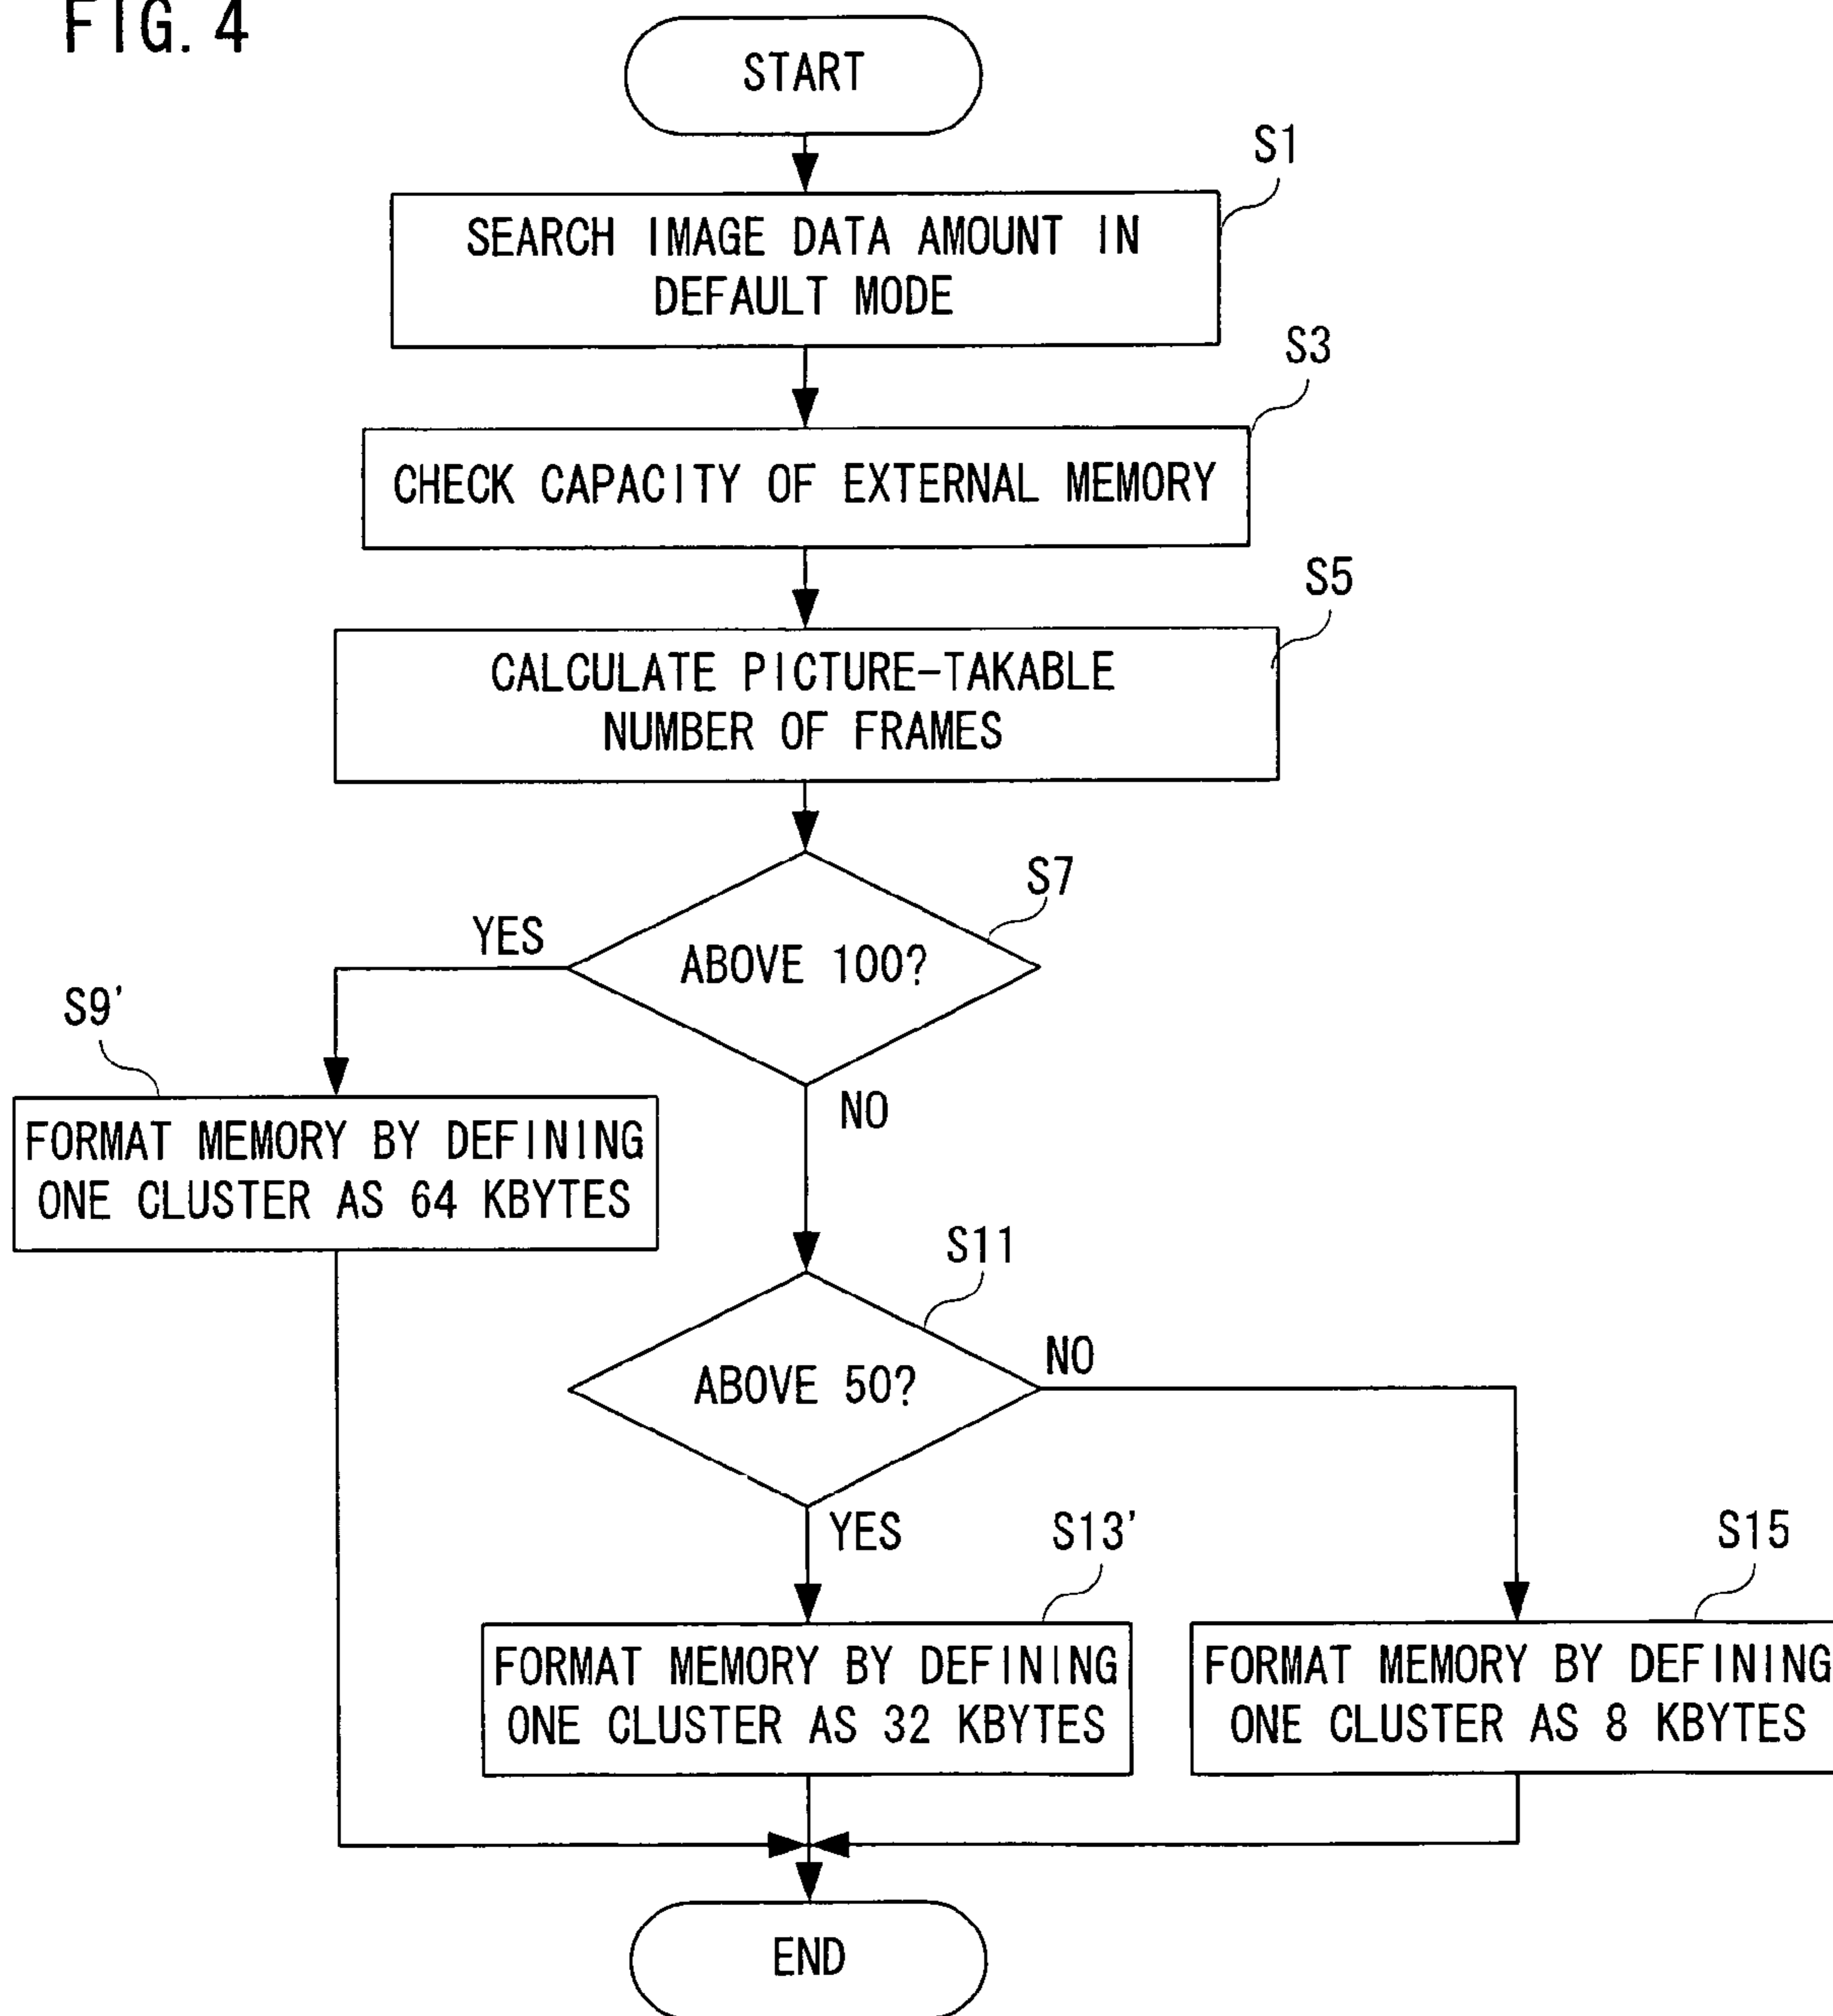 FIG. 4
START
S1
SEARCH IMAGE DATA AMOUNT IN
DEFAULT MODE
S3
CHECK CAPACITY OF EXTERNAL MEMORY
S5
CALCULATE PICTURE-TAKABLE
NUMBER OF FRAMES
S7
YES
ABOVE 100?
S9'
NO
FORMAT MEMORY BY DEFINING
ONE CLUSTER AS 64 KBYTES
S11
NO
ABOVE 50?
YES
S13'
S15
FORMAT MEMORY BY DEFINING
ONE CLUSTER AS 32 KBYTES
FORMAT MEMORY BY DEFINING
ONE CLUSTER AS 8 KBYTES
END